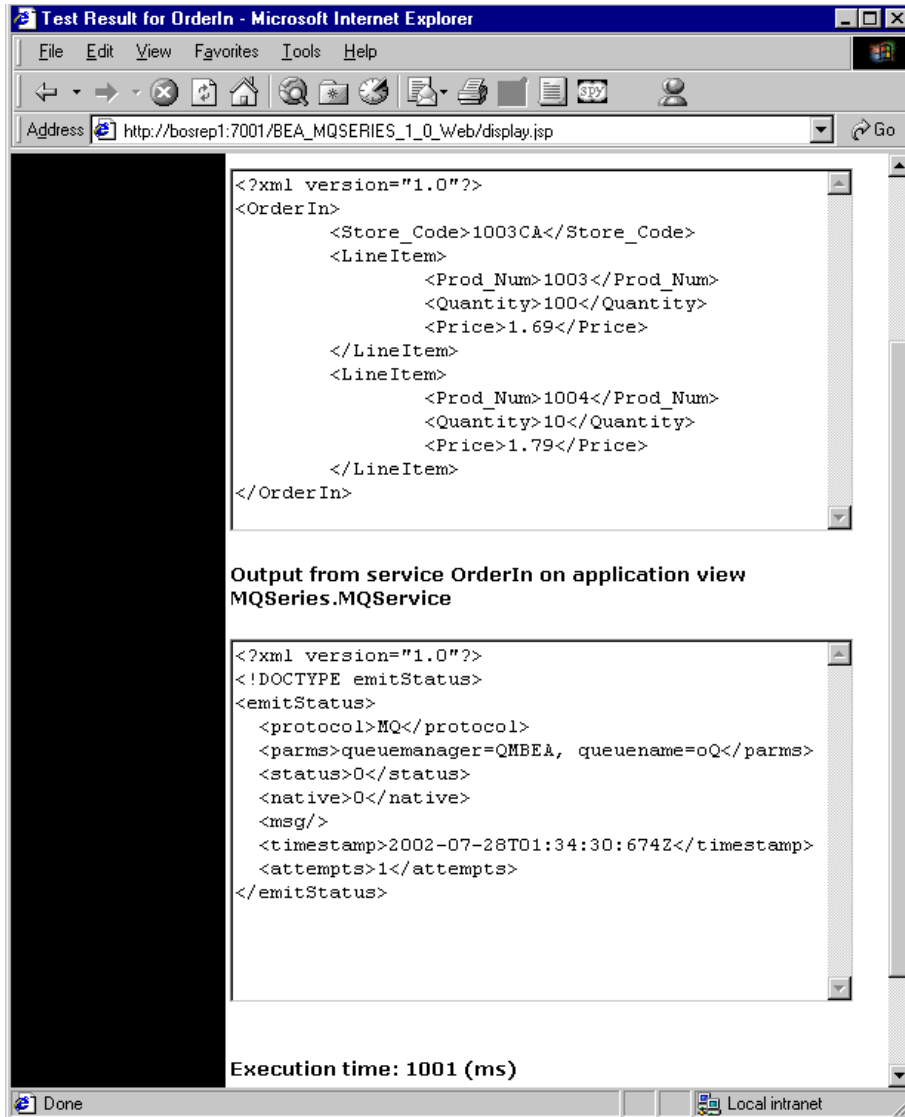 Test Result for OrderIn - Microsoft Internet Explorer
File Edit View Favorites Tools Help
SPY
Address http://bosrep1:7001/BEA_MQSERIES_1_0_Web/display.jsp Go
<?xml version="1.0"?>
<OrderIn>
<Store_Code>1003CA</Store_Code>
<LineItem>
<Prod_Num>1003</Prod_Num>
<Quantity>100</Quantity>
<Price>1.69</Price>
</LineItem>
<LineItem>
<Prod_Num>1004</Prod_Num>
<Quantity>10</Quantity>
<Price>1.79</Price>
</LineItem>
</OrderIn>
Output from service OrderIn on application view
MQSeries.MQService
<?xml version="1.0"?>
<!DOCTYPE emitStatus>
<emitStatus>
<protocol>MQ</protocol>
<parms>queuemanager=QMBEA, queuename=oQ</parms>
<status>0</status>
<native>0</native>
<msg/>
<timestamp>2002-07-28T01:34:30:674Z</timestamp>
<attempts>1</attempts>
</emitStatus>
Execution time: 1001 (ms)
Done Local intranet